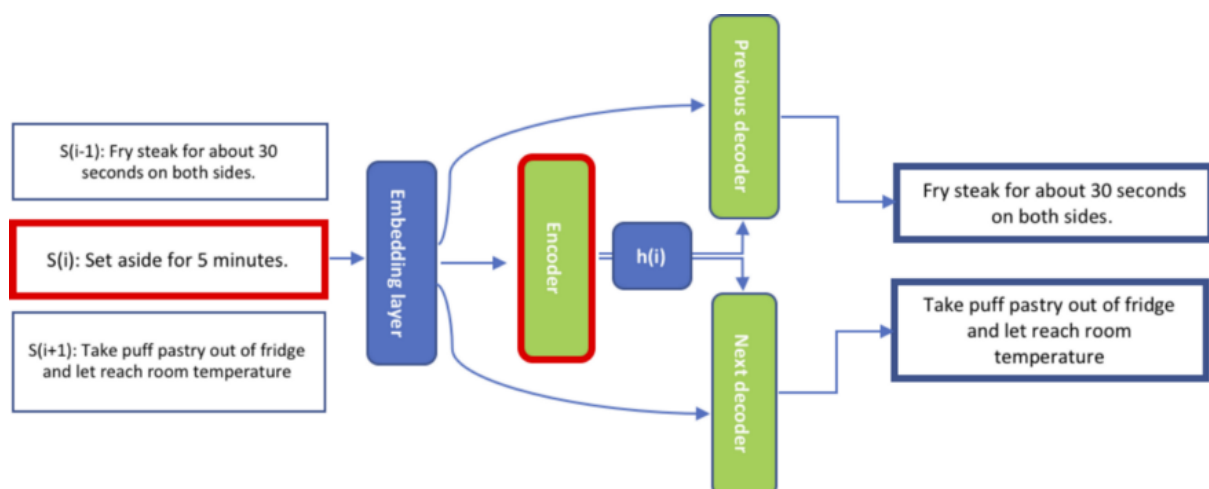 S(i-1): Fry steak for about 30
seconds on both sides.
S(i): Set aside for 5 minutes.
S(i+1): Take puff pastry out of fridge
and let reach room temperature
Embedding layer
Encoder
h(i)
Previous decoder
Next decoder
Fry steak for about 30 seconds
on both sides.
Take puff pastry out of fridge
and let reach room
temperature